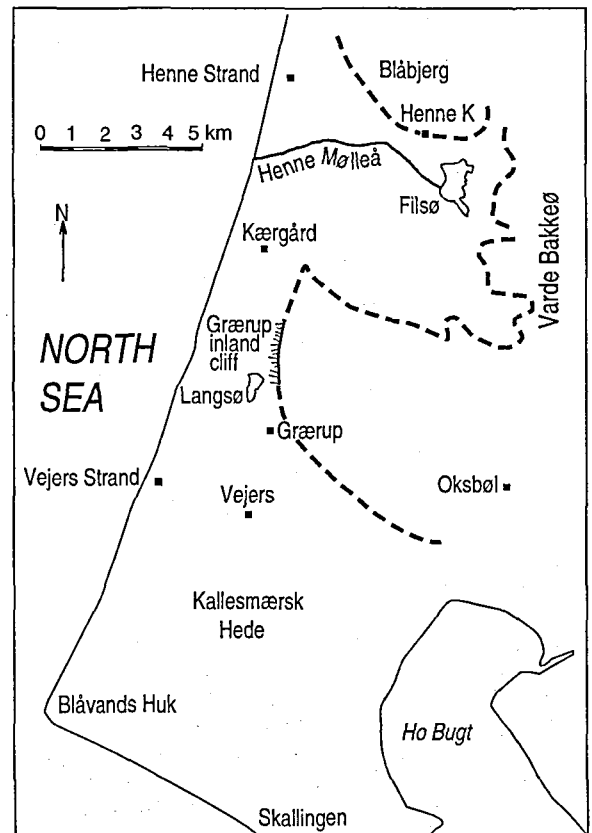 Henne Strand
Blåbjerg
Henne K
0 1 2 3 4 5 km
Henne Mølleå
Filsø
N
Kærgård
Varde Bakkeø
Grærup
inland
cliff
NORTH
SEA
Langsø
Grærup
Vejers Strand
Oksbøl
Vejers
Kallesmærsk
Hede
Blåvands Huk
Ho Bugt
Skallingen